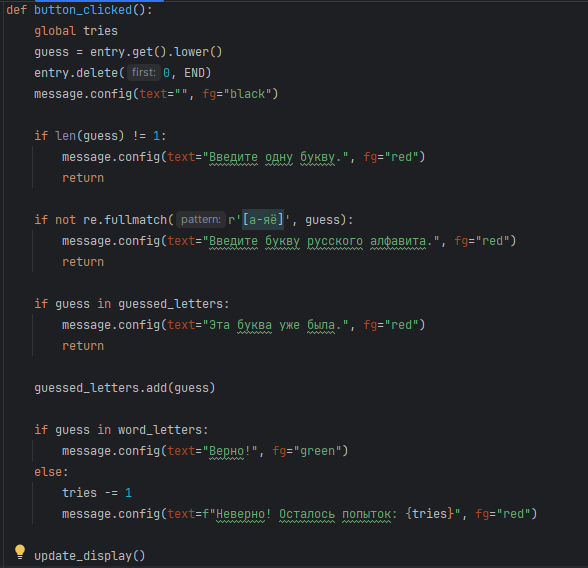 def button_clicked():
    global tries
    guess = entry.get().lower()
    entry.delete( first: 0, END)
    message.config(text="", fg="black")

    if len(guess) != 1:
        message.config(text="Введите одну букву.", fg="red")
        return

    if not re.fullmatch( pattern: r'[а-яё]', guess):
        message.config(text="Введите букву русского алфавита.", fg="red")
        return

    if guess in guessed_letters:
        message.config(text="Эта буква уже была.", fg="red")
        return

    guessed_letters.add(guess)

    if guess in word_letters:
        message.config(text="Верно!", fg="green")
    else:
        tries -= 1
        message.config(text=f"Неверно! Осталось попыток: {tries}", fg="red")

    update_display()